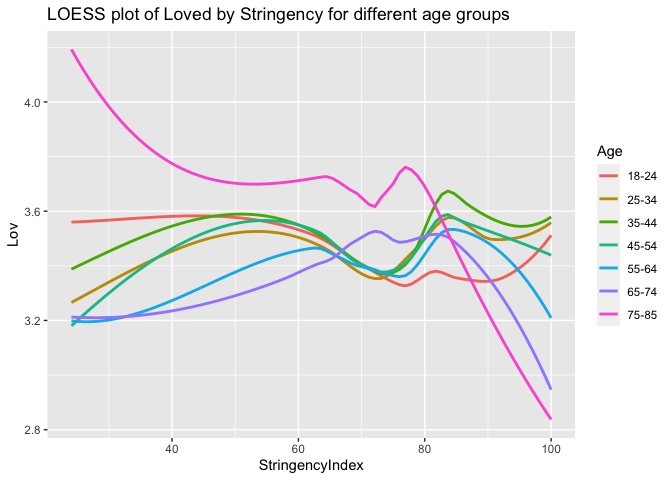 LOESS plot of Loved by Stringency for different age groups
Lov
4.0
3.6
3.2
2.8
40 60 80 100
StringencyIndex
Age
18-24
25-34
35-44
45-54
55-64
65-74
75-85